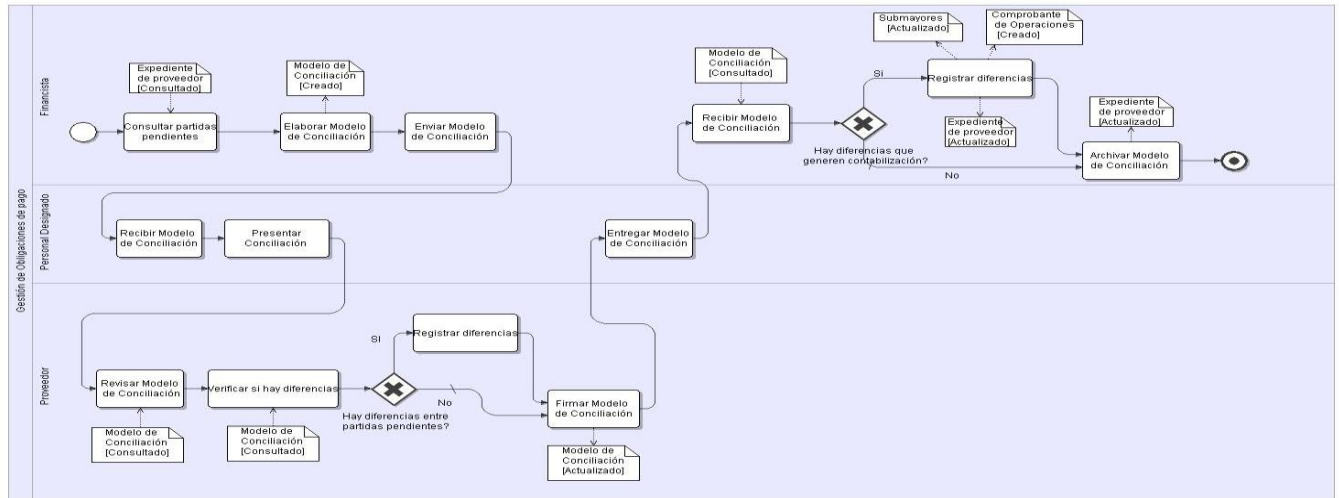 Gestión de Obligaciones de pago
Financista
Expediente
de proveedor
[Consultado]
Consultar partidas
pendientes
Modelo de
Conciliación
[Creado]
Elaborar Modelo
de Conciliación
Enviar Modelo
de Conciliación
Modelo de
Conciliación
[Consultado]
Recibir Modelo
de Conciliación
Hay diferencias que
generen contabilización?
Si
No
Submayores
[Actualizado]
Comprobante
de Operaciones
[Creado]
Registrar diferencias
Expediente
de proveedor
[Actualizado]
Expediente
de proveedor
[Actualizado]
Archivar Modelo
de Conciliación
Personal Designado
Recibir Modelo
de Conciliación
Presentar
Conciliación
Entregar Modelo
de Conciliación
Proveedor
Revisar Modelo
de Conciliación
Modelo de
Conciliación
[Consultado]
Verificar si hay diferencias
Modelo de
Conciliación
[Consultado]
Hay diferencias entre
partidas pendientes?
SI
No
Registrar diferencias
Firmar Modelo
de Conciliación
Modelo de
Conciliación
[Actualizado]